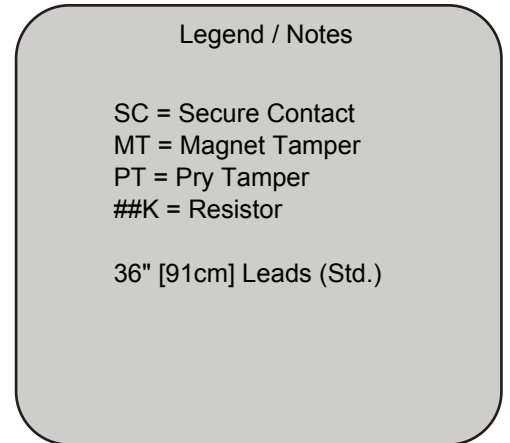 Legend / Notes
SC = Secure Contact
MT = Magnet Tamper
PT = Pry Tamper
##K = Resistor
36" [91cm] Leads (Std.)